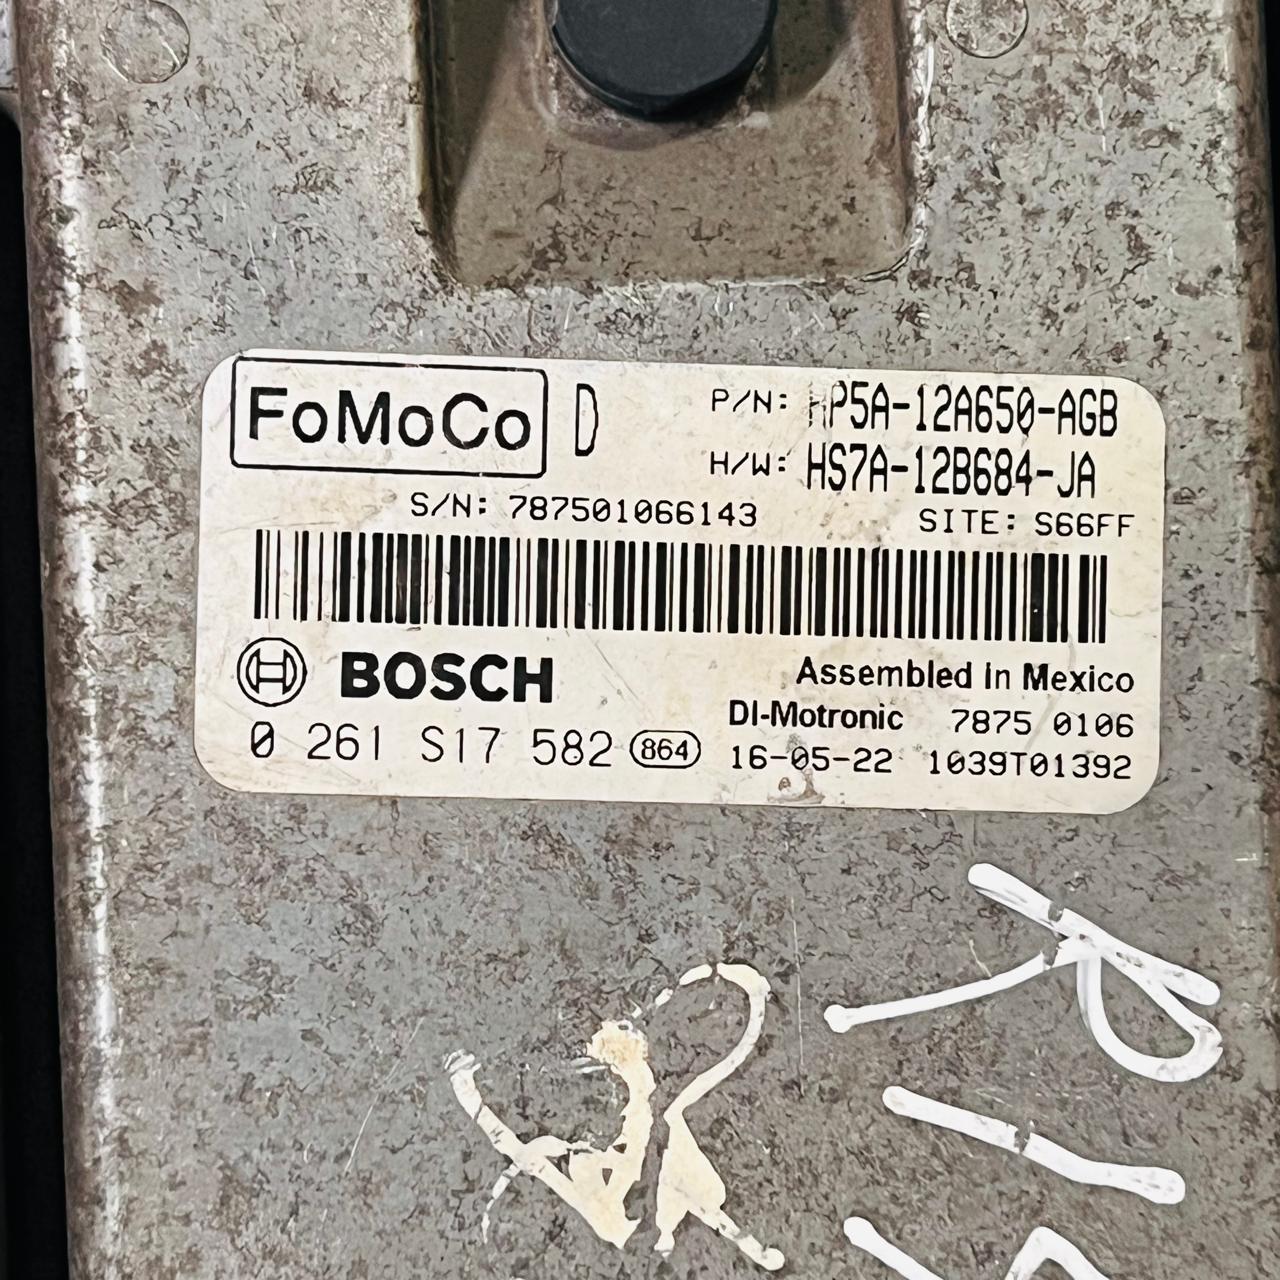 FoMoCo D
P/N: HP5A-12A650-AGB
H/W: HS7A-12B684-JA
S/N: 787501066143 SITE: S66FF
BOSCH
Assembled in Mexico
DI-Motronic 7875 0106
0 261 S17 582 864
16-05-22 1039T01392